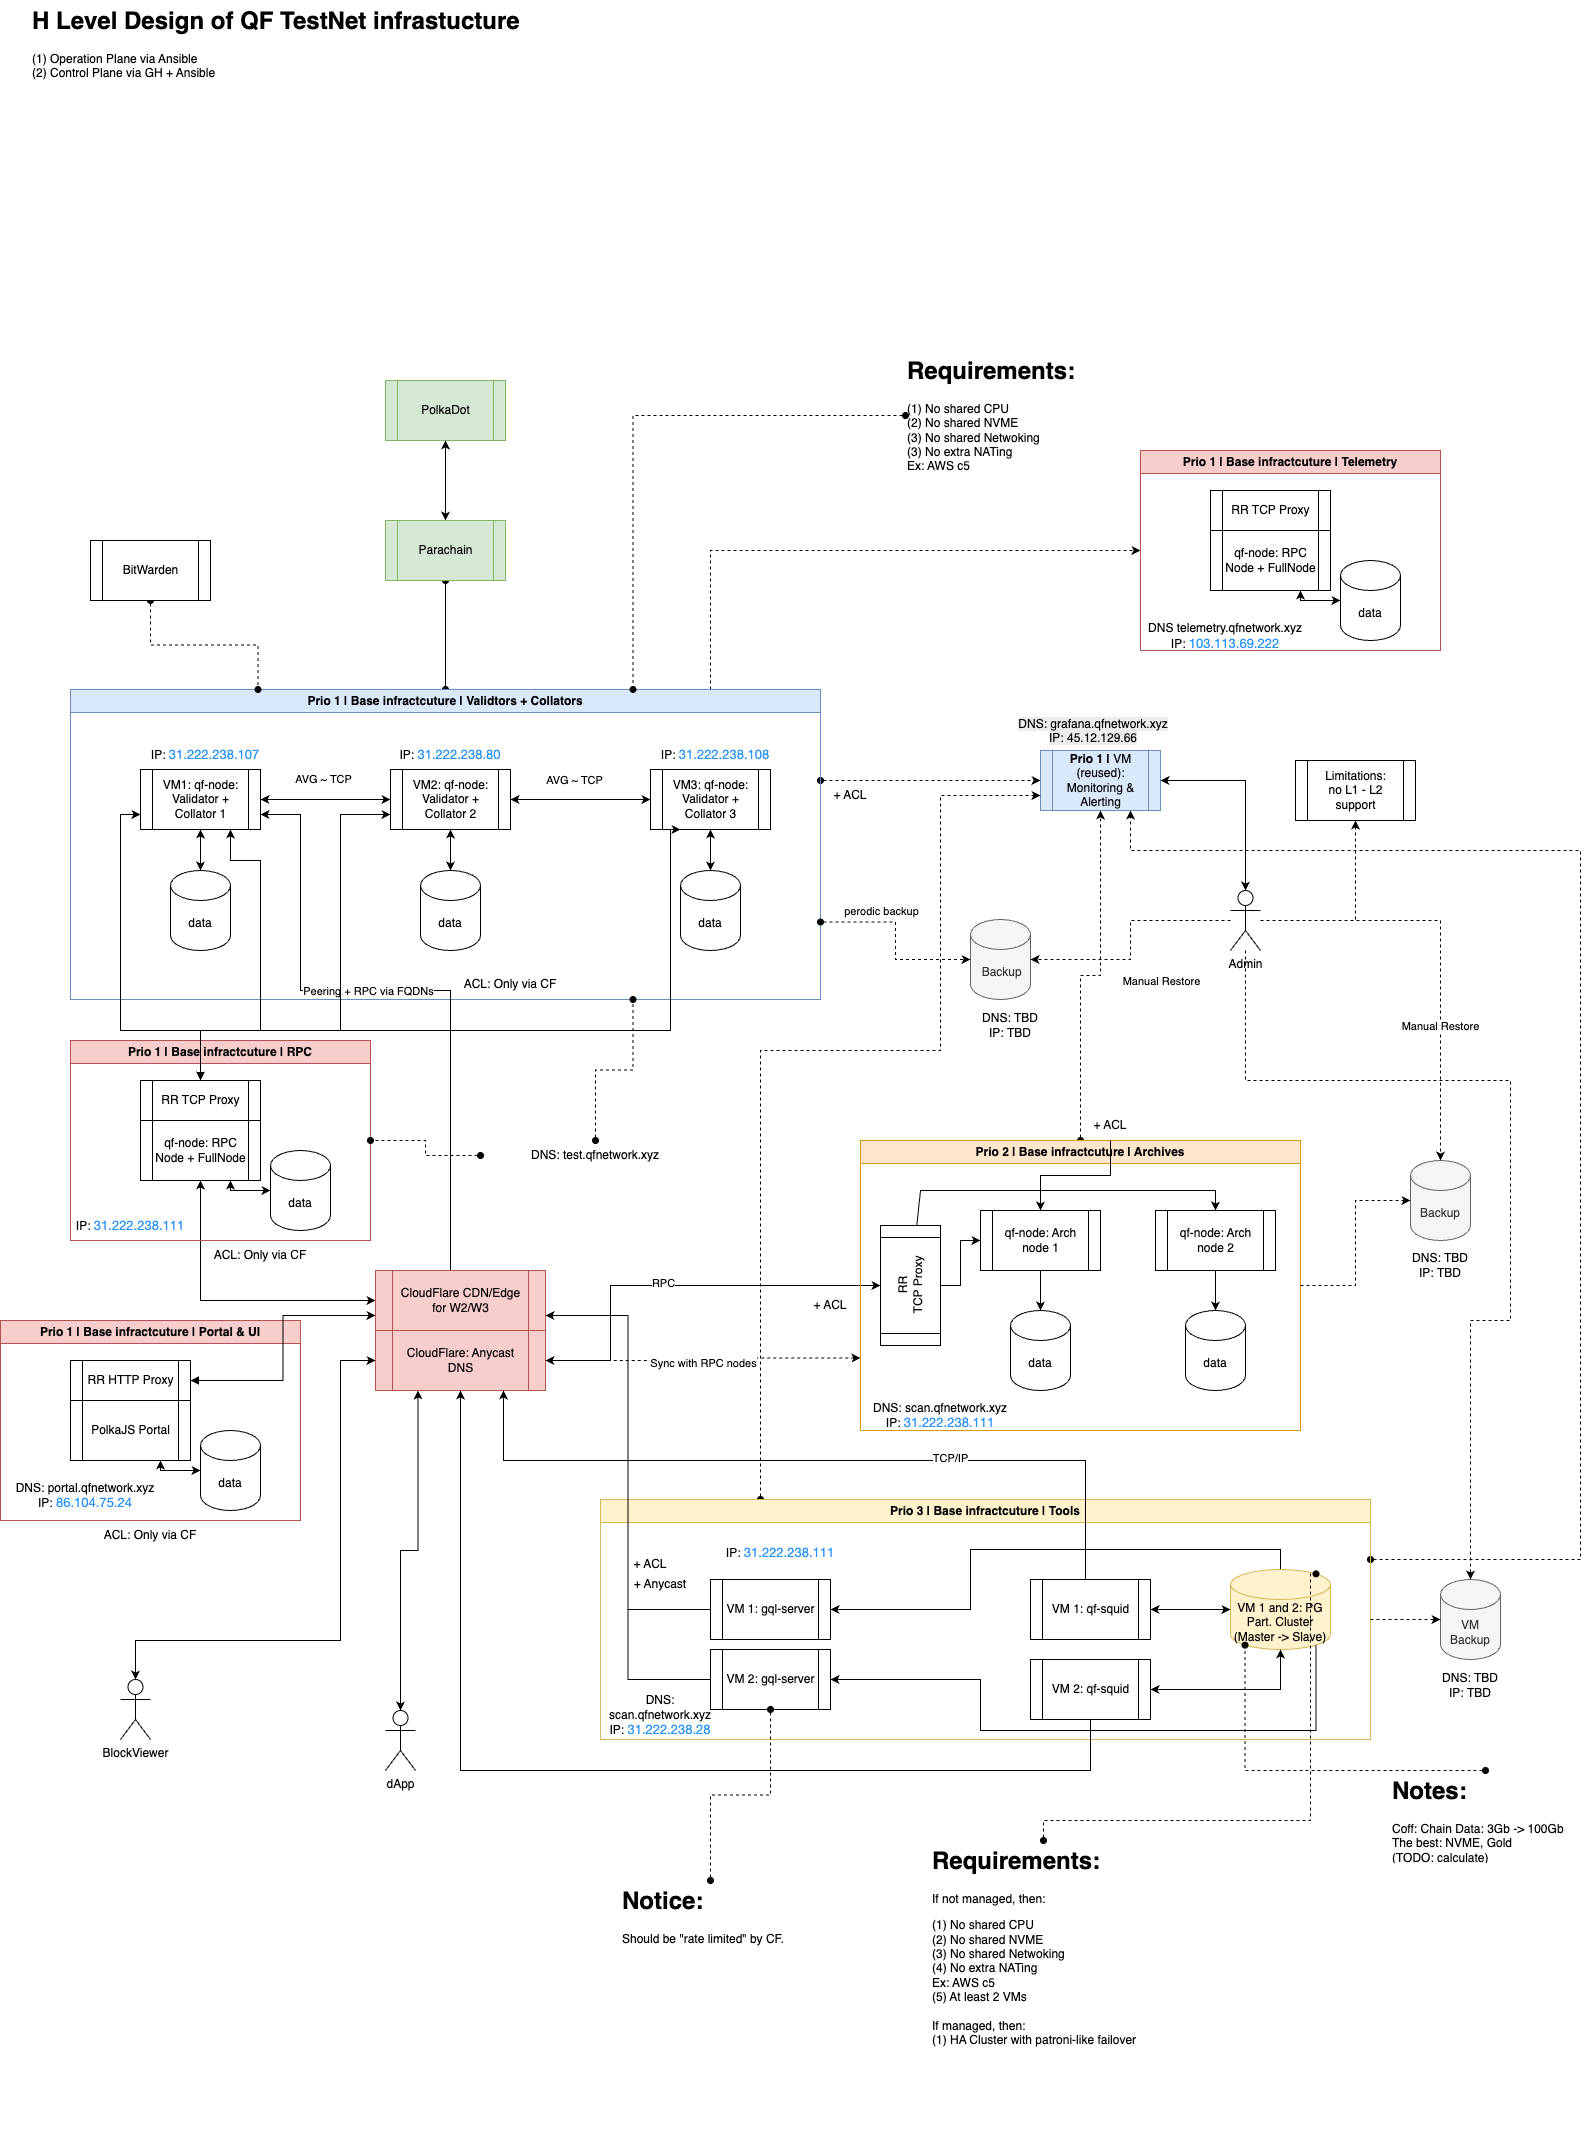 H Level Design of QF TestNet infrastucture
(1) Operation Plane via Ansible
(2) Control Plane via GH + Ansible
Requirements:
(1) No shared CPU
(2) No shared NVME
(3) No shared Netwoking
(3) No extra NATing
Ex: AWS c5
PolkaDot
Parachain
BitWarden
Prio 1 | Base infractcuture | Telemetry
RR TCP Proxy
qf-node: RPC
Node + FullNode
data
DNS telemetry.qfnetwork.xyz
IP: 103.113.69.222
Prio 1 | Base infractcuture | Validtors + Collators
IP: 31.222.238.107
IP: 31.222.238.80
IP: 31.222.238.108
VM1: qf-node:
Validator +
Collator 1
AVG ~ TCP
VM2: qf-node:
Validator +
Collator 2
AVG ~ TCP
VM3: qf-node:
Validator +
Collator 3
data
data
data
Peering + RPC via FQDNs
ACL: Only via CF
+ ACL
perodic backup
DNS: grafana.qfnetwork.xyz
IP: 45.12.129.66
Prio 1 | VM
(reused):
Monitoring &
Alerting
Limitations:
no L1 - L2
support
Admin
Backup
DNS: TBD
IP: TBD
Manual Restore
Manual Restore
Prio 1 | Base infractcuture | RPC
RR TCP Proxy
qf-node: RPC
Node + FullNode
data
IP: 31.222.238.111
ACL: Only via CF
DNS: test.qfnetwork.xyz
+ ACL
Prio 2 | Base infractcuture | Archives
RR
TCP Proxy
qf-node: Arch
node 1
qf-node: Arch
node 2
data
data
DNS: scan.qfnetwork.xyz
IP: 31.222.238.111
Backup
DNS: TBD
IP: TBD
CloudFlare CDN/Edge
for W2/W3
CloudFlare: Anycast
DNS
RPC
+ ACL
Sync with RPC nodes
Prio 1 | Base infractcuture | Portal & UI
RR HTTP Proxy
PolkaJS Portal
data
DNS: portal.qfnetwork.xyz
IP: 86.104.75.24
ACL: Only via CF
TCP/IP
Prio 3 | Base infractcuture | Tools
+ ACL
+ Anycast
IP: 31.222.238.111
VM 1: gql-server
VM 1: qf-squid
VM 1 and 2: PG
Part. Cluster
(Master -> Slave)
VM 2: gql-server
VM 2: qf-squid
DNS:
scan.qfnetwork.xyz
IP: 31.222.238.28
VM
Backup
DNS: TBD
IP: TBD
BlockViewer
dApp
Notes:
Coff: Chain Data: 3Gb -> 100Gb
The best: NVME, Gold
(TODO: calculate)
Notice:
Should be "rate limited" by CF.
Requirements:
If not managed, then:
(1) No shared CPU
(2) No shared NVME
(3) No shared Netwoking
(4) No extra NATing
Ex: AWS c5
(5) At least 2 VMs
If managed, then:
(1) HA Cluster with patroni-like failover